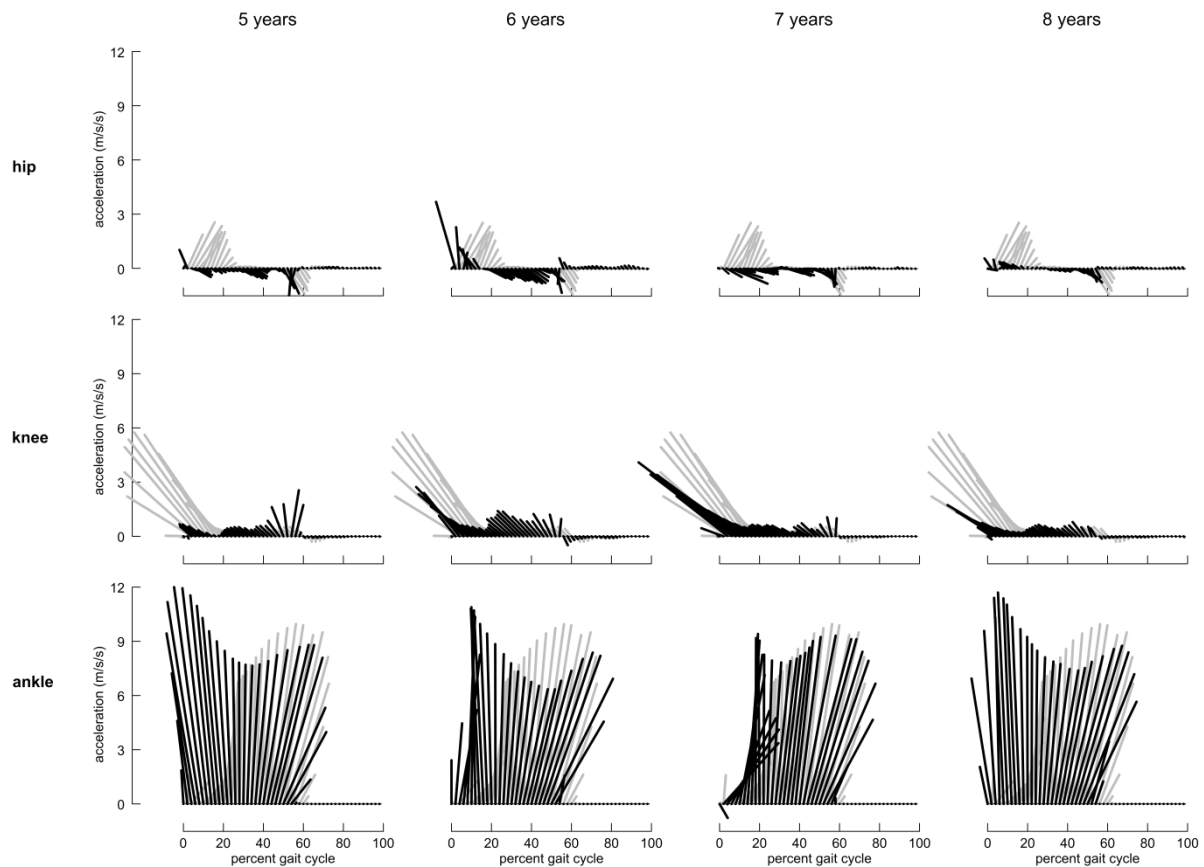 5 years 6 years 7 years 8 years
hip
acceleration (m/s/s)
12
9
6
3
0
knee
acceleration (m/s/s)
12
9
6
3
0
ankle
acceleration (m/s/s)
12
9
6
3
0
0 20 40 60 80 100 0 20 40 60 80 100 0 20 40 60 80 100 0 20 40 60 80 100
percent gait cycle percent gait cycle percent gait cycle percent gait cycle